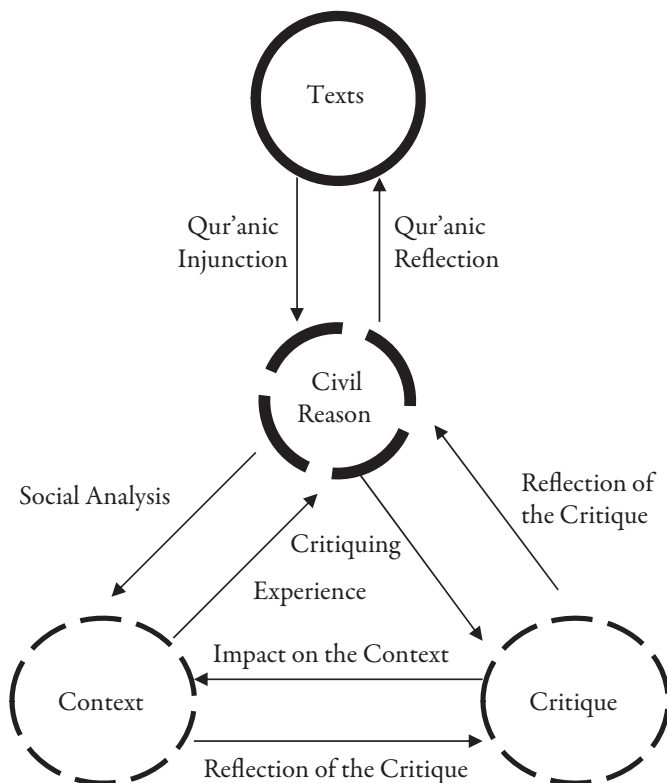 Texts
Qur’anic
Injunction
Qur’anic
Reflection
Civil
Reason
Social Analysis
Reflection of
the Critique
Critiquing
Experience
Impact on the Context
Context
Critique
Reflection of the Critique